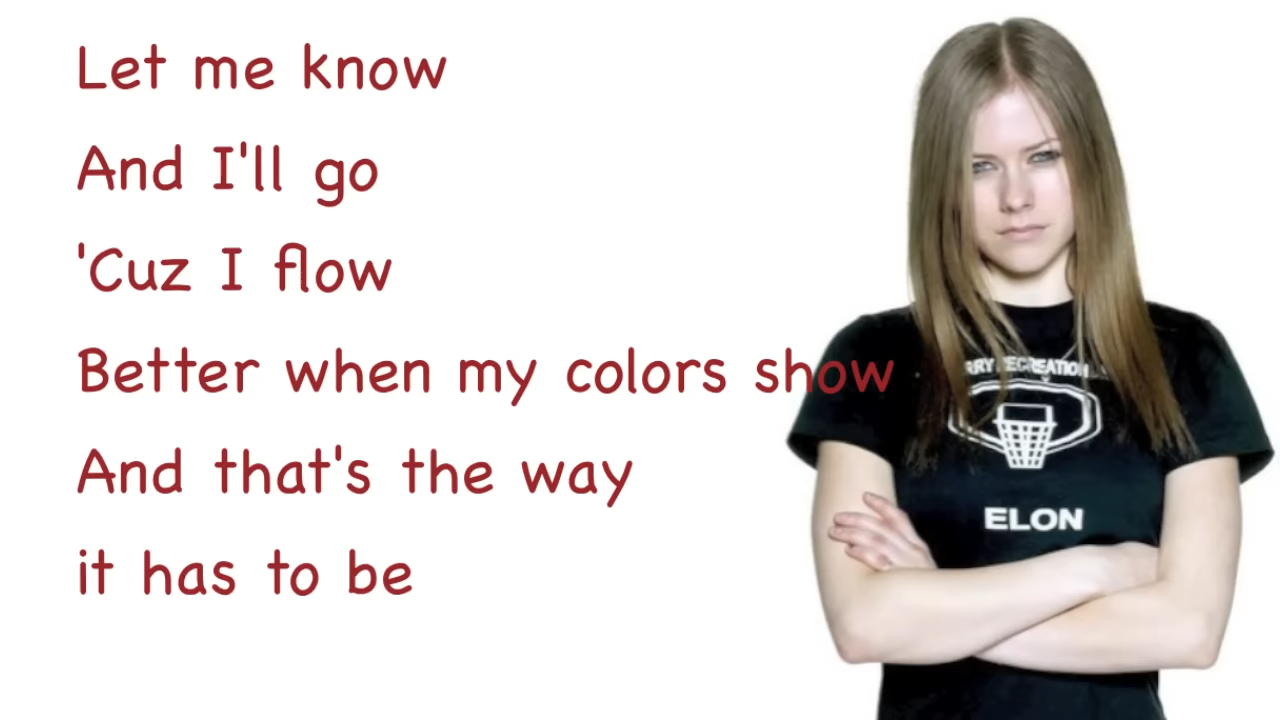 Let me know
And I'll go
'Cuz I flow
Better when my colors show
And that's the way
it has to be
RECREATION
ELON